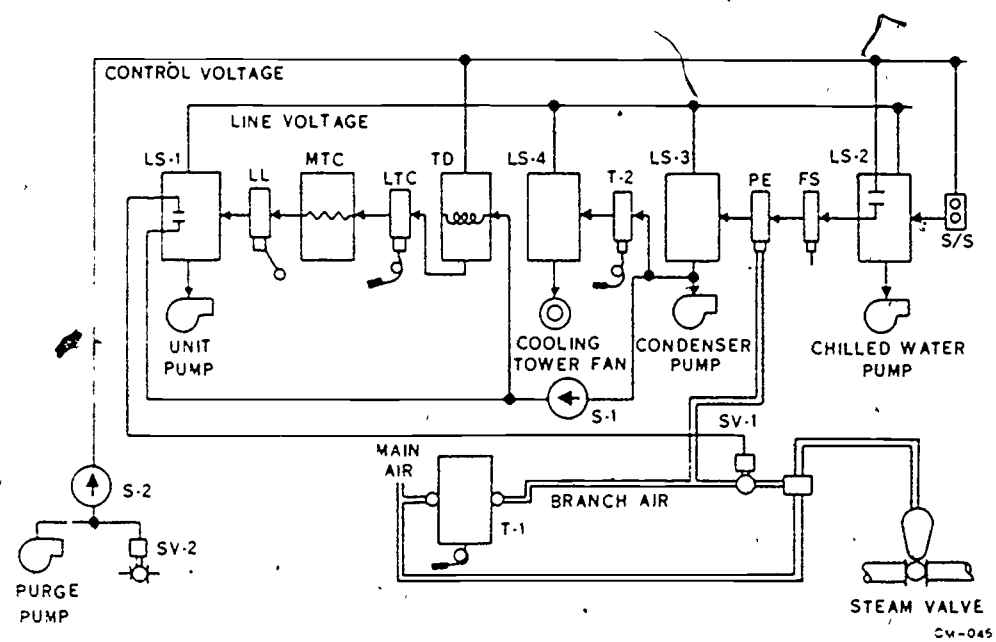 CONTROL VOLTAGE
LINE VOLTAGE
LS-1
LL
MTC
LTC
TD
LS-4
T-2
LS-3
PE
FS
LS-2
S/S
UNIT
PUMP
COOLING
TOWER FAN
CONDENSER
PUMP
CHILLED WATER
PUMP
S-1
SV-1
MAIN
AIR
BRANCH AIR
T-1
S-2
SV-2
PURGE
PUMP
STEAM VALVE
CM-045